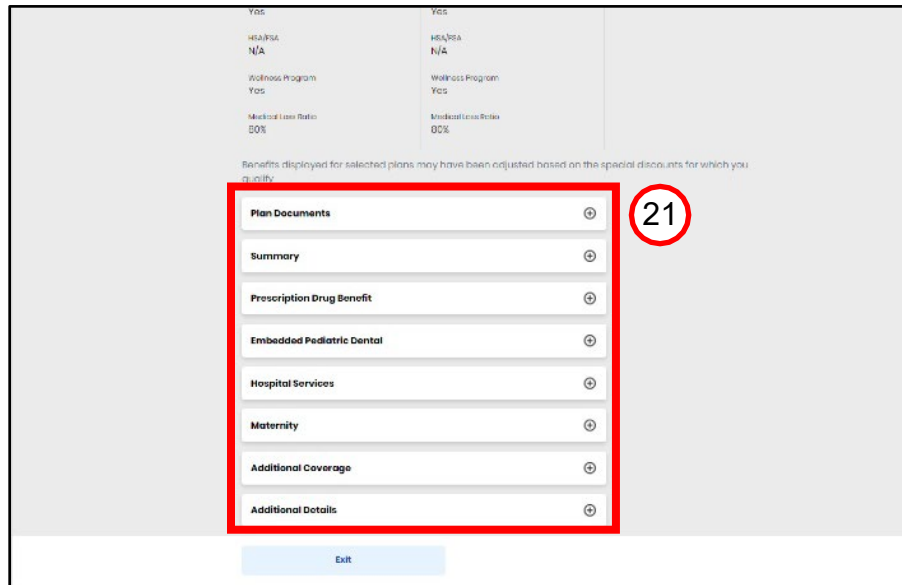 Yes Yes
HSA/FSA HSA/FSA
N/A N/A
Wellness Program Wellness Program
Yes Yes
Medical Loss Ratio Medical Loss Ratio
80% 80%
Benefits displayed for selected plans may have been adjusted based on the special discounts for which you
qualify
Plan Documents
21
Summary
Prescription Drug Benefit
Embedded Pediatric Dental
Hospital Services
Maternity
Additional Coverage
Additional Details
Exit